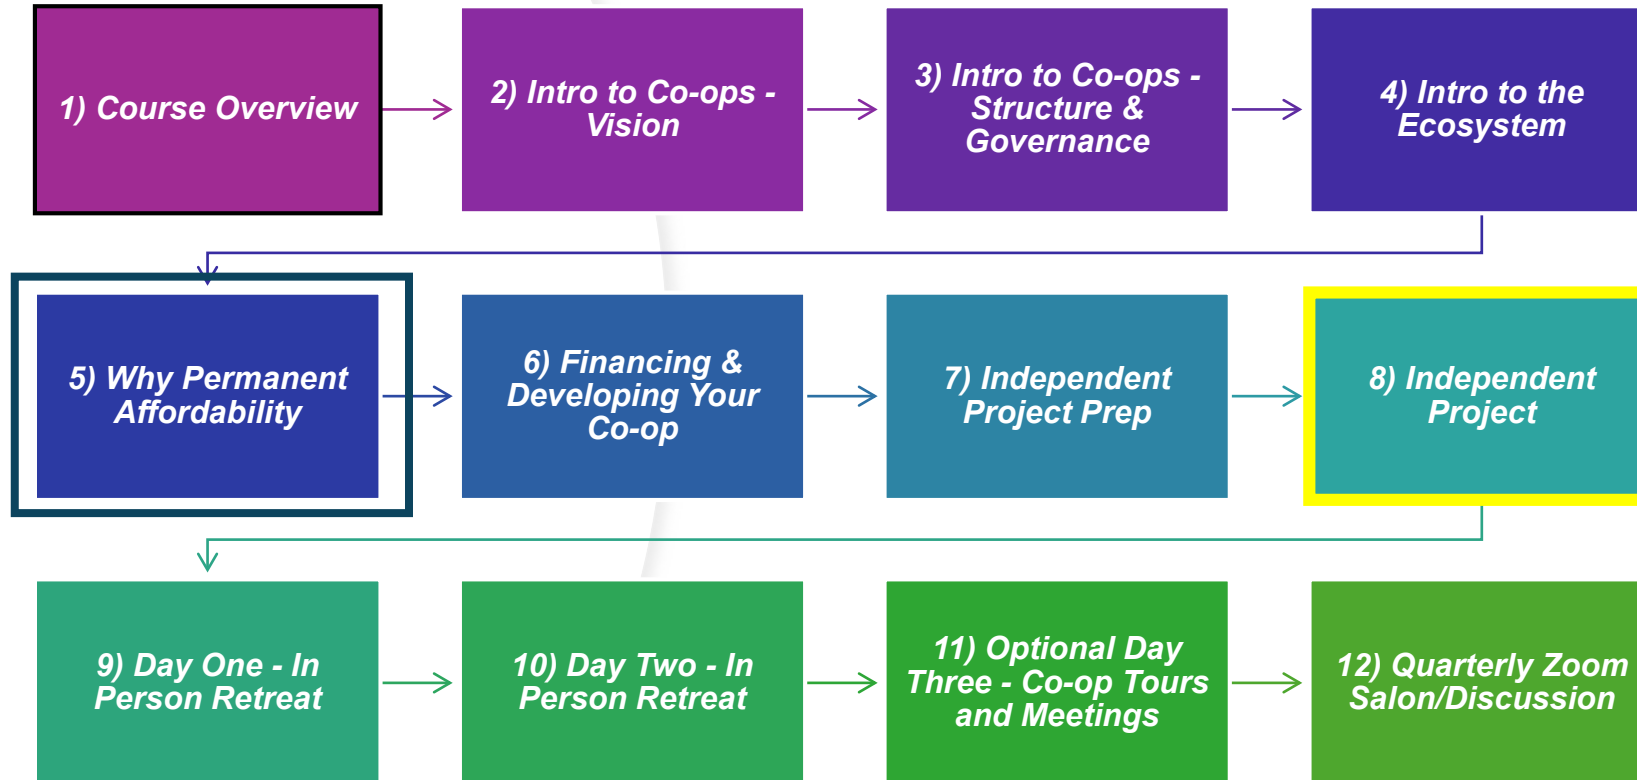 1) Course Overview
2) Intro to Co-ops -
Vision
3) Intro to Co-ops -
Structure &
Governance
4) Intro to the
Ecosystem
5) Why Permanent
Affordability
6) Financing &
Developing Your
Co-op
7) Independent
Project Prep
8) Independent
Project
9) Day One - In
Person Retreat
10) Day Two - In
Person Retreat
11) Optional Day
Three - Co-op Tours
and Meetings
12) Quarterly Zoom
Salon/Discussion